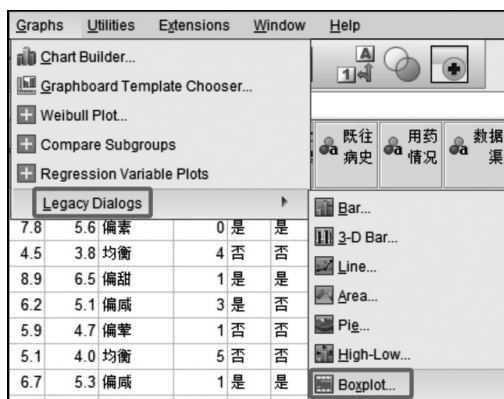 Graphs Utilities Extensions Window Help
Chart Builder...
Graphboard Template Chooser...
Weibull Plot...
Compare Subgroups
Regression Variable Plots
Legacy Dialogs
A
14
既往病史
用药情况
数据渠
7.8 5.6 偏素 0 是 是
4.5 3.8 均衡 4 否 否
8.9 6.5 偏甜 1 是 是
6.2 5.1 偏咸 3 是 否
5.9 4.7 偏荤 1 否 否
5.1 4.0 均衡 5 否 否
6.7 5.3 偏咸 1 是 是
Bar...
3-D Bar...
Line...
Area...
Pie...
High-Low...
Boxplot...